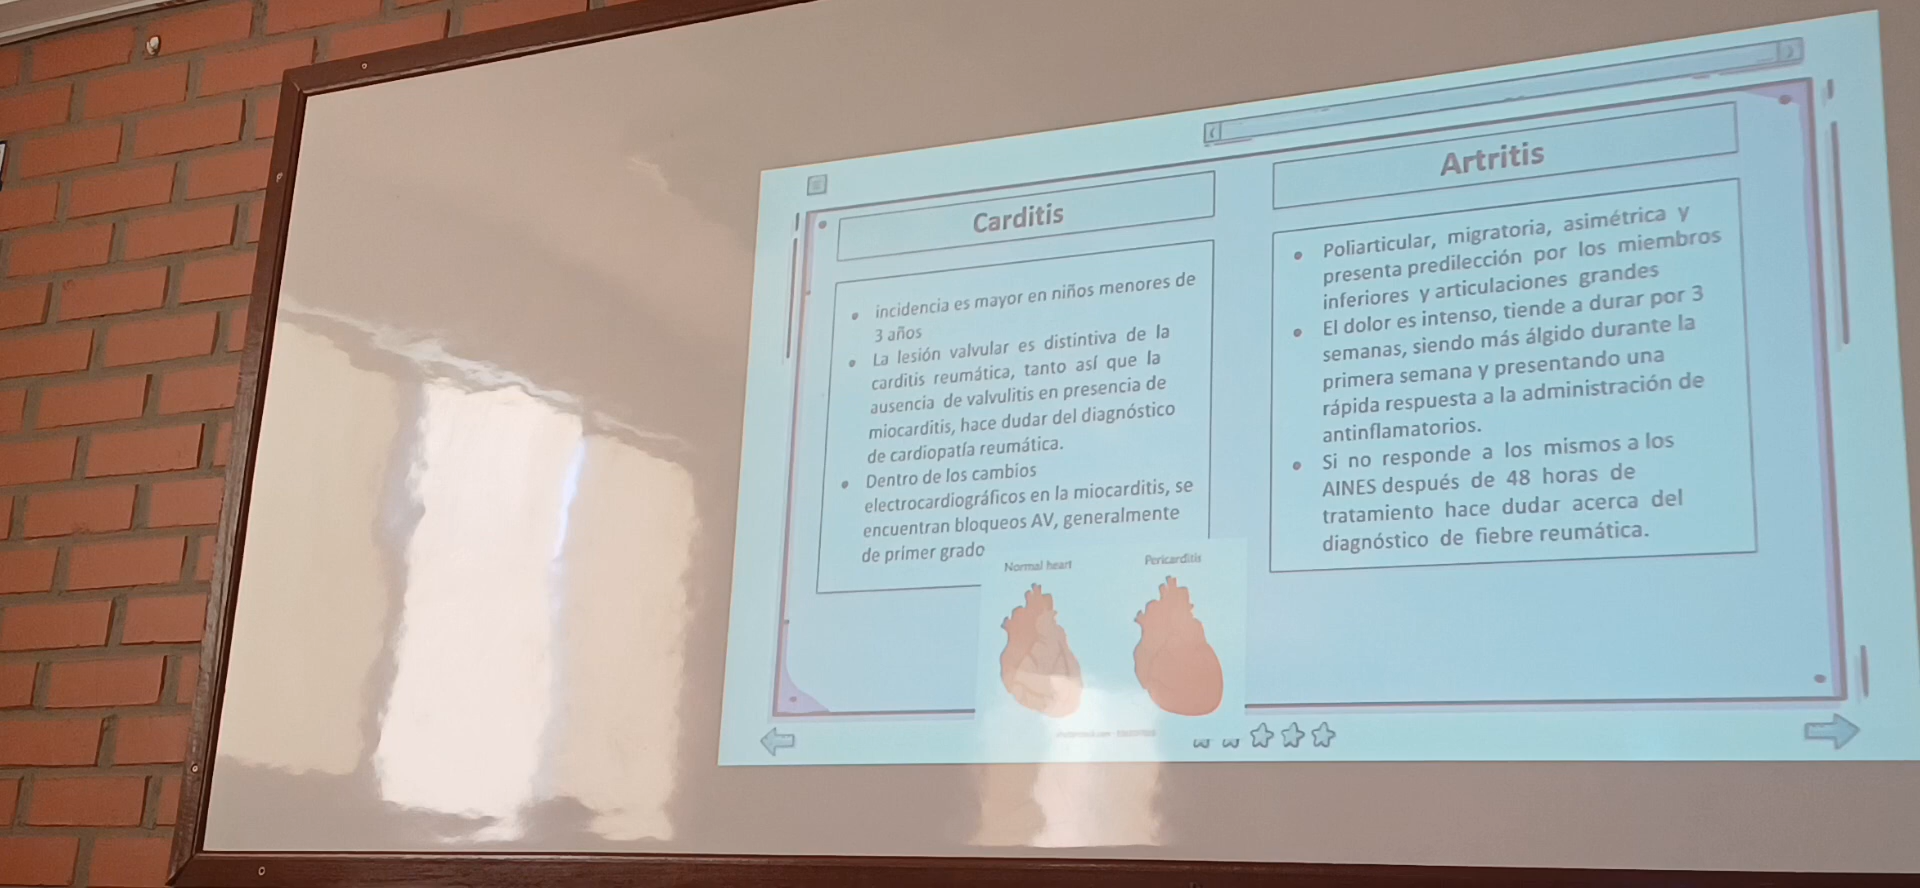 Carditis
incidencia es mayor en niños menores de
3 años
La lesión valvular es distintiva de la
carditis reumática, tanto así que la
ausencia de valvulitis en presencia de
miocarditis, hace dudar del diagnóstico
de cardiopatía reumática.
Dentro de los cambios
electrocardiográficos en la miocarditis, se
encuentran bloqueos AV, generalmente
de primer grado
Normal heart
Pericarditis
Artritis
Poliarticular, migratoria, asimétrica y
presenta predilección por los miembros
inferiores y articulaciones grandes
El dolor es intenso, tiende a durar por 3
semanas, siendo más álgido durante la
primera semana y presentando una
rápida respuesta a la administración de
antinflamatorios.
Si no responde a los mismos a los
AINES después de 48 horas de
tratamiento hace dudar acerca del
diagnóstico de fiebre reumática.